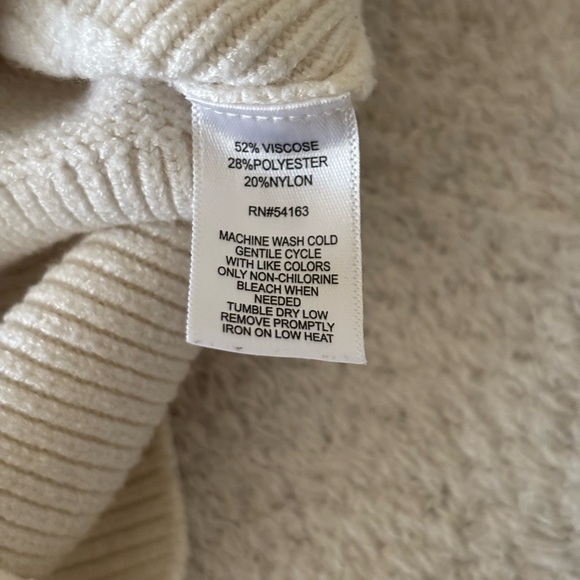 52% VISCOSE
28%POLYESTER
20%NYLON
RN#54163
MACHINE WASH COLD
GENTILE CYCLE
WITH LIKE COLORS
ONLY NON-CHILORINE
BLEACH WHEN
NEEDED
TUMBLE DRY LOW
REMOVE PROMPTLY
IRON ON LOW HEAT